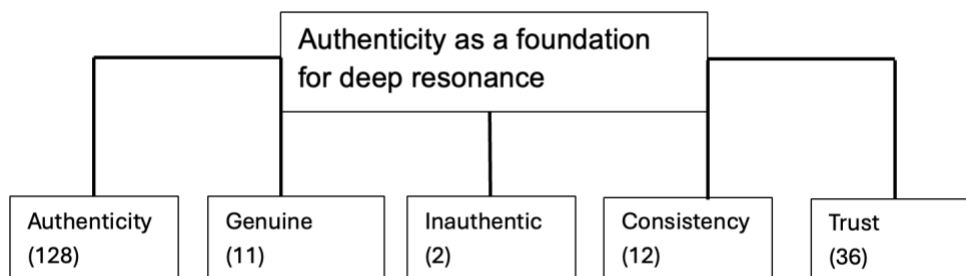 Authenticity as a foundation
for deep resonance
Authenticity
(128)
Genuine
(11)
Inauthentic
(2)
Consistency
(12)
Trust
(36)